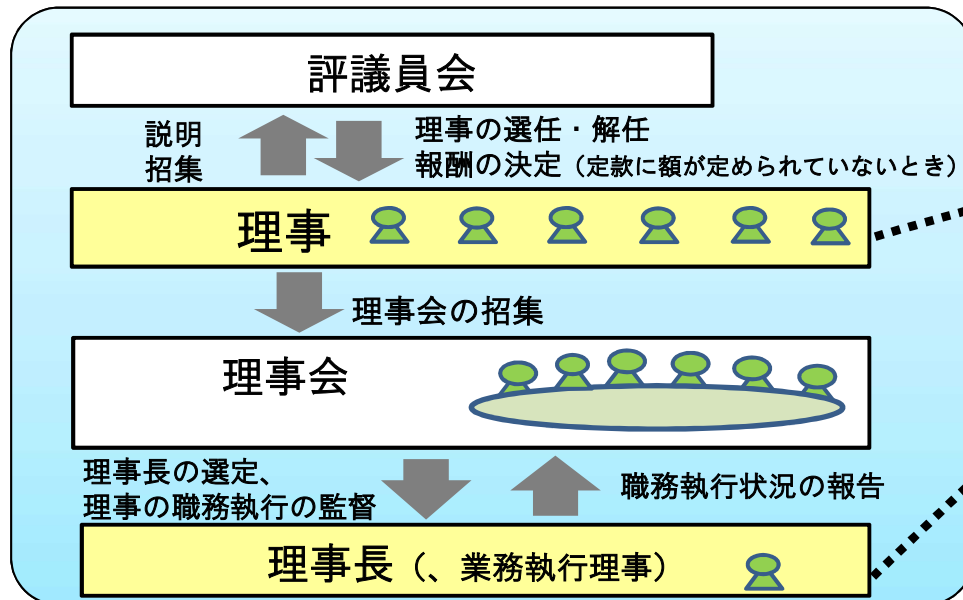 評議員会
説明
招集
理事の選任・解任
報酬の決定（定款に額が定められていないとき）
理事
理事会の招集
理事会
理事長の選定、
理事の職務執行の監督
職務執行状況の報告
理事長（、業務執行理事）